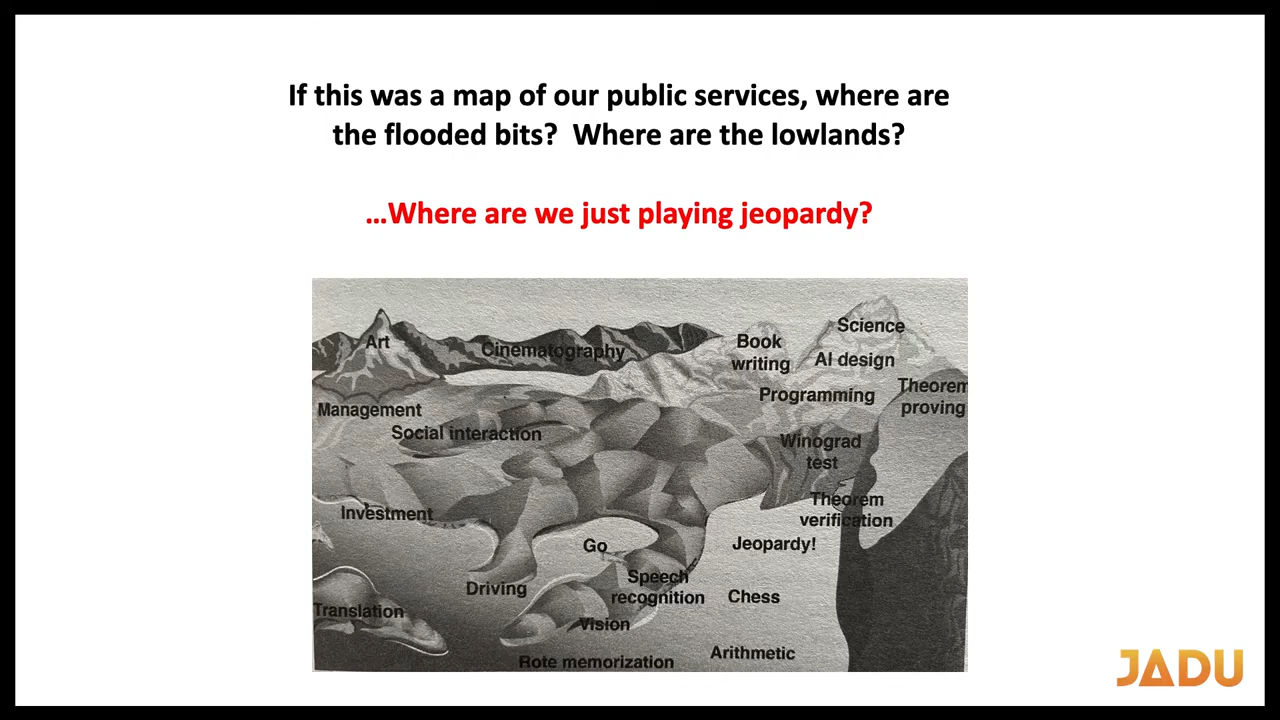 If this was a map of our public services, where are
the flooded bits?  Where are the lowlands?
...Where are we just playing jeopardy?
Art
Cinematography
Book
writing
Science
AI design
Programming
Theorem
proving
Management
Social interaction
Winograd
test
Investment
Theorem
verification
Go
Jeopardy!
Driving
Speech
recognition
Chess
Translation
Vision
Rote memorization
Arithmetic
JADU